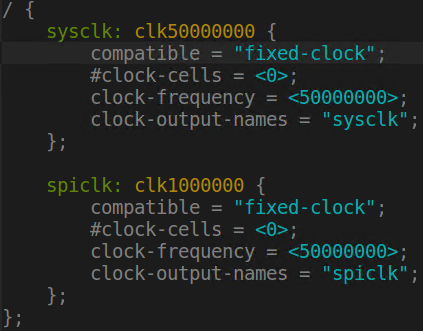 / {
sysclk: clk50000000 {
compatible = "fixed-clock";
#clock-cells = <0>;
clock-frequency = <50000000>;
clock-output-names = "sysclk";
};
spiclk: clk1000000 {
compatible = "fixed-clock";
#clock-cells = <0>;
clock-frequency = <50000000>;
clock-output-names = "spiclk";
};
};